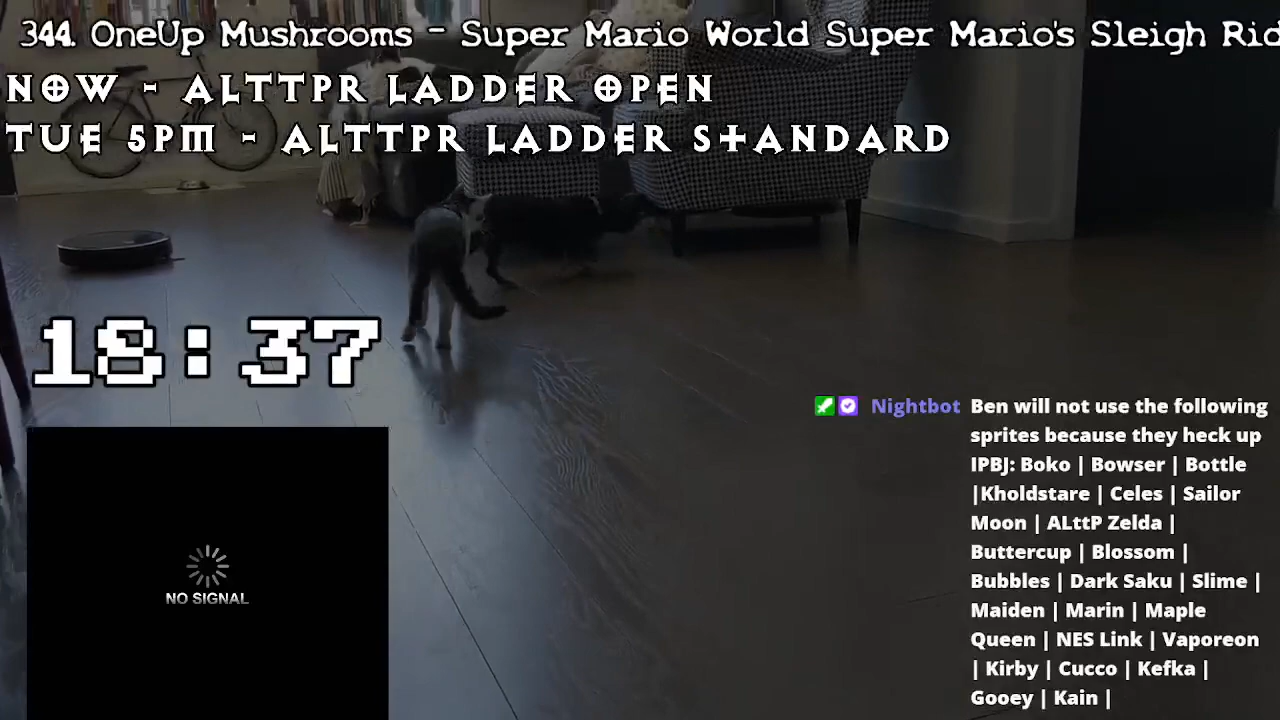 344. OneUp Mushrooms - Super Mario World Super Mario's Sleigh Rid
NOW - ALTTPR LADDER OPEN
TUE 5PM - ALTTPR LADDER STANDARD
18:37
NO SIGNAL
Nightbot Ben will not use the following
sprites because they heck up
IPBJ: Boko | Bowser | Bottle
|Kholdstare | Celes | Sailor
Moon | ALttP Zelda |
Buttercup | Blossom |
Bubbles | Dark Saku | Slime |
Maiden | Marin | Maple
Queen | NES Link | Vaporeon
| Kirby | Cucco | Kefka |
Gooey | Kain |